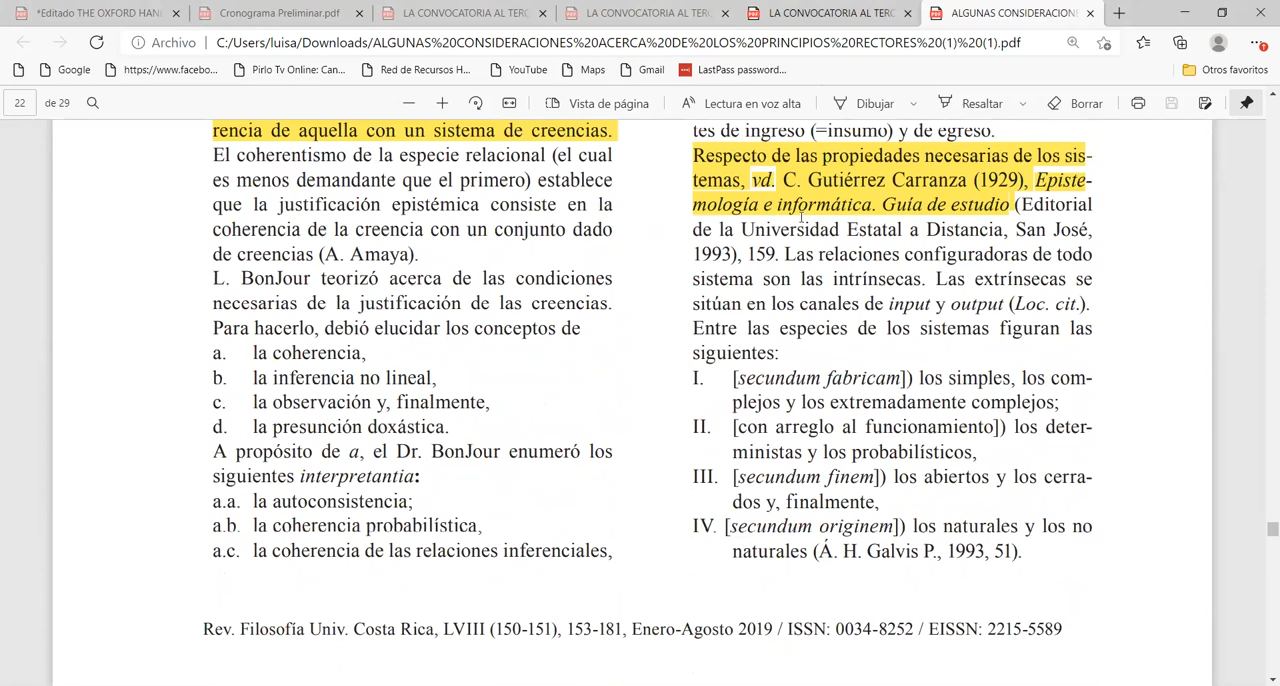 *Editado THE OXFORD HAN
Cronograma Preliminar.pdf
LA CONVOCATORIA AL TERC
LA CONVOCATORIA AL TERC
LA CONVOCATORIA AL TERC
ALGUNAS CONSIDERACIONE
Archivo
C:/Users/luisa/Downloads/ALGUNAS%20CONSIDERACIONES%20ACERCA%20DE%20LOS%20PRINCIPIOS%20RECTORES%20(1)%20(1).pdf
Google
https://www.facebo...
Pirlo Tv Online: Can...
Red de Recursos H...
YouTube
Maps
Gmail
LastPass password...
Otros favoritos
22
de 29
Vista de página
Lectura en voz alta
Dibujar
Resaltar
Borrar
rencia de aquella con un sistema de creencias.
El coherentismo de la especie relacional (el cual
es menos demandante que el primero) establece
que la justificación epistémica consiste en la
coherencia de la creencia con un conjunto dado
de creencias (A. Amaya).
L. BonJour teorizó acerca de las condiciones
necesarias de la justificación de las creencias.
Para hacerlo, debió elucidar los conceptos de
a. la coherencia,
b. la inferencia no lineal,
c. la observación y, finalmente,
d. la presunción doxástica.
A propósito de a, el Dr. BonJour enumeró los
siguientes interpretantia:
a.a. la autoconsistencia;
a.b. la coherencia probabilística,
a.c. la coherencia de las relaciones inferenciales,
tes de ingreso (=insumo) y de egreso.
Respecto de las propiedades necesarias de los sis-
temas, vd. C. Gutiérrez Carranza (1929), Episte-
mología e informática. Guía de estudio (Editorial
de la Universidad Estatal a Distancia, San José,
1993), 159. Las relaciones configuradoras de todo
sistema son las intrínsecas. Las extrínsecas se
sitúan en los canales de input y output (Loc. cit.).
Entre las especies de los sistemas figuran las
siguientes:
I. [secundum fabricam]) los simples, los com-
plejos y los extremadamente complejos;
II. [con arreglo al funcionamiento]) los deter-
ministas y los probabilísticos,
III. [secundum finem]) los abiertos y los cerra-
dos y, finalmente,
IV. [secundum originem]) los naturales y los no
naturales (Á. H. Galvis P., 1993, 51).
Rev. Filosofía Univ. Costa Rica, LVIII (150-151), 153-181, Enero-Agosto 2019 / ISSN: 0034-8252 / EISSN: 2215-5589